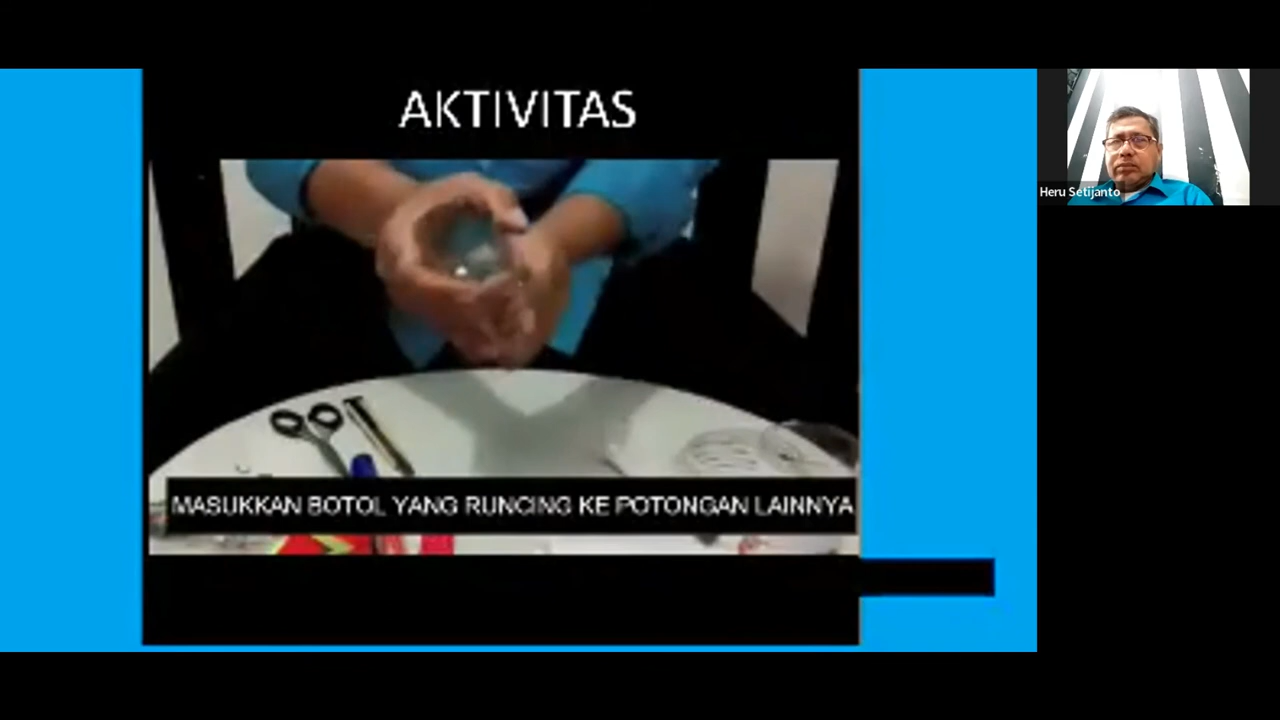 AKTIVITAS
Heru Setijanto
MASUKKAN BOTOL YANG RUNCING KE POTONGAN LAINNYA